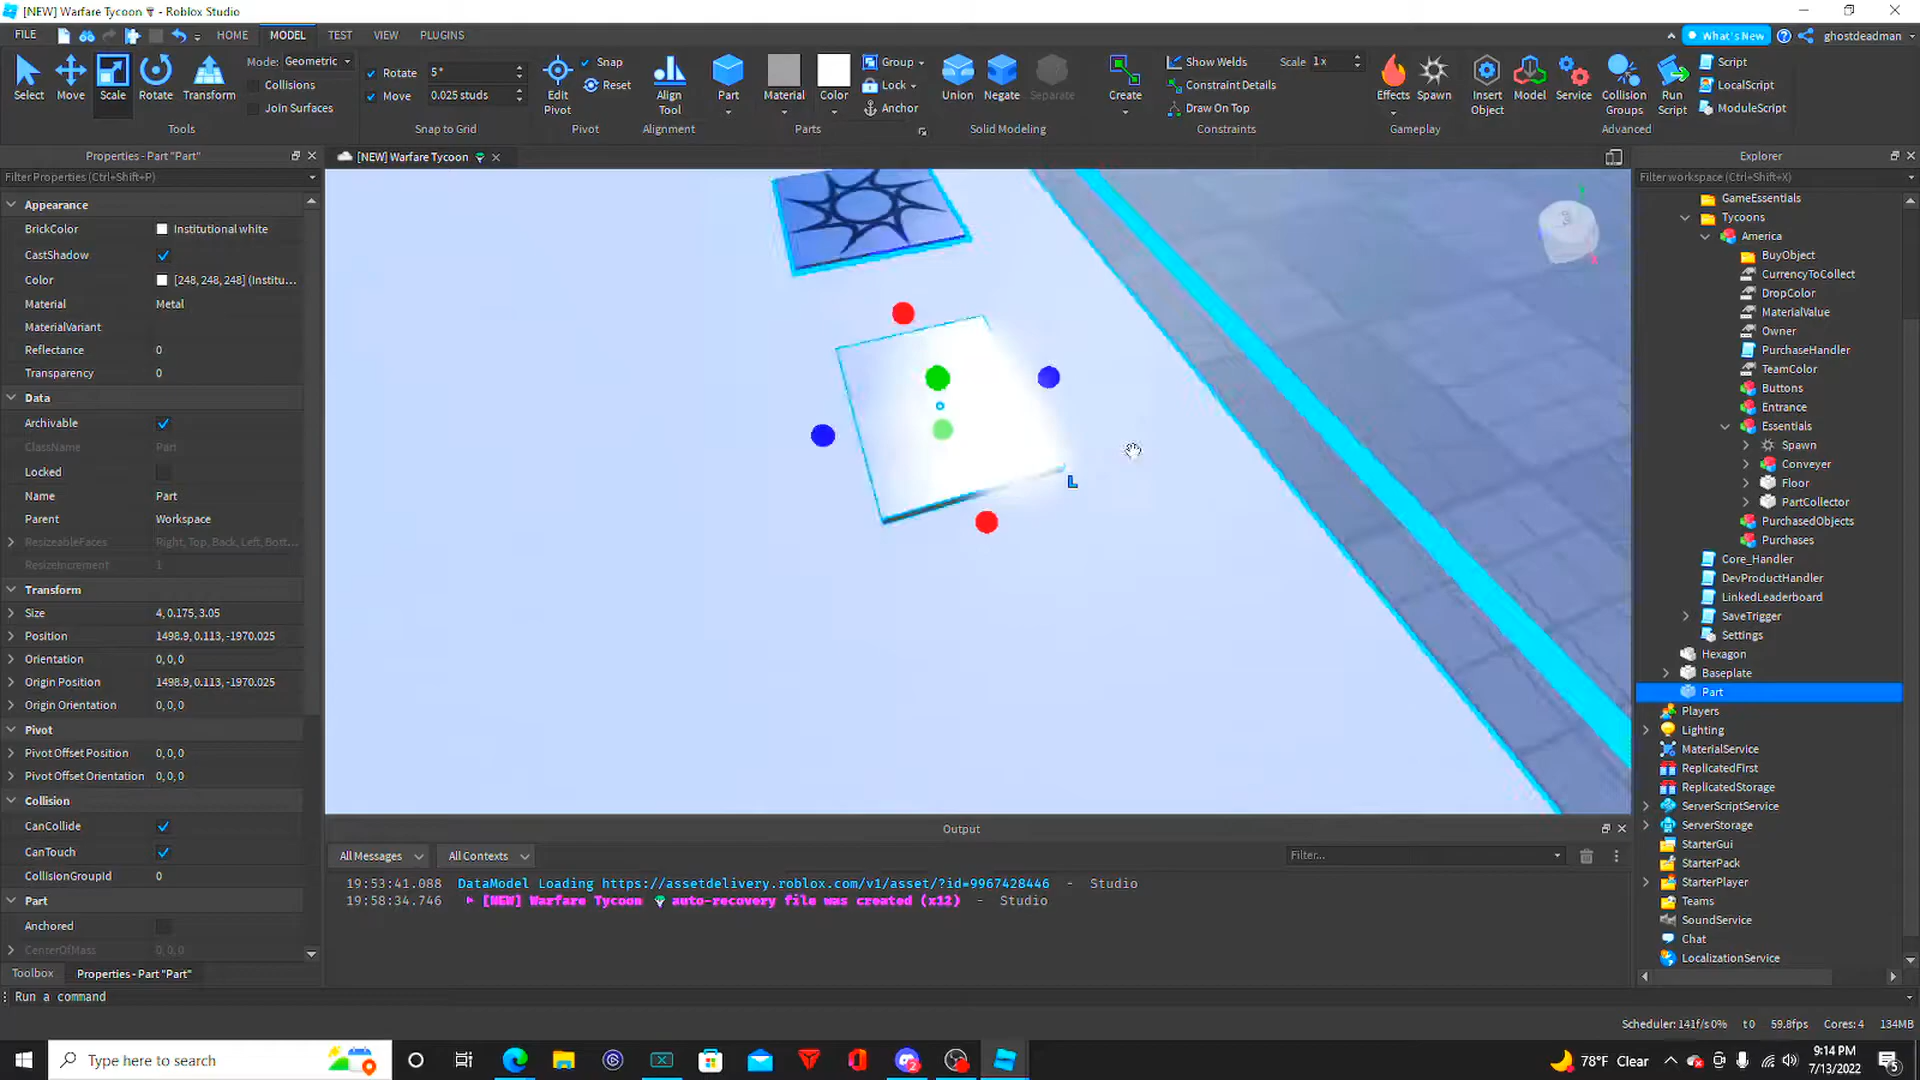 [NEW] Warfare Tycoon - Roblox Studio
FILE HOME MODEL TEST VIEW PLUGINS What's New ghostdeadman
Select Move Scale Rotate Transform
Mode: Geometric
Collisions
Join Surfaces
Tools
Rotate 5°
Move 0.025 studs
Snap to Grid
Edit Pivot
Snap
Reset
Pivot
Align Tool
Alignment
Part Material Color
Group
Lock
Anchor
Parts
Union Negate Separate
Solid Modeling
Create
Show Welds Scale 1x
Constraint Details
Draw On Top
Constraints
Effects Spawn
Gameplay
Insert Object Model Service Collision Groups Run Script
Script
LocalScript
ModuleScript
Advanced
Properties - Part "Part"
Filter Properties (Ctrl+Shift+P)
Appearance
BrickColor Institutional white
CastShadow
Color [248, 248, 248] (Institu...
Material Metal
MaterialVariant
Reflectance 0
Transparency 0
Data
Archivable
ClassName Part
Locked
Name Part
Parent Workspace
ResizeableFaces Right, Top, Back, Left, Bott...
ResizeIncrement 1
Transform
Size 4, 0.175, 3.05
Position 1498.9, 0.113, -1970.025
Orientation 0, 0, 0
Origin Position 1498.9, 0.113, -1970.025
Origin Orientation 0, 0, 0
Pivot
Pivot Offset Position 0, 0, 0
Pivot Offset Orientation 0, 0, 0
Collision
CanCollide
CanTouch
CollisionGroupId 0
Part
Anchored
CenterOfMass 0, 0, 0
Toolbox Properties - Part "Part"
Run a command
[NEW] Warfare Tycoon
L
Output
All Messages All Contexts Filter...
19:53:41.088 DataModel Loading https://assetdelivery.roblox.com/v1/asset/?id=9967428446 - Studio
19:58:34.746 [NEW] Warfare Tycoon auto-recovery file was created (x12) - Studio
Explorer
Filter workspace (Ctrl+Shift+X)
GameEssentials
Tycoons
America
BuyObject
CurrencyToCollect
DropColor
MaterialValue
Owner
PurchaseHandler
TeamColor
Buttons
Entrance
Essentials
Spawn
Conveyer
Floor
PartCollector
PurchasedObjects
Purchases
Core_Handler
DevProductHandler
LinkedLeaderboard
SaveTrigger
Settings
Hexagon
Baseplate
Part
Players
Lighting
MaterialService
ReplicatedFirst
ReplicatedStorage
ServerScriptService
ServerStorage
StarterGui
StarterPack
StarterPlayer
Teams
SoundService
Chat
LocalizationService
Scheduler: 141f/s 0% t 0 59.8fps Cores: 4 134MB
Type here to search
78°F Clear
9:14 PM
7/13/2022